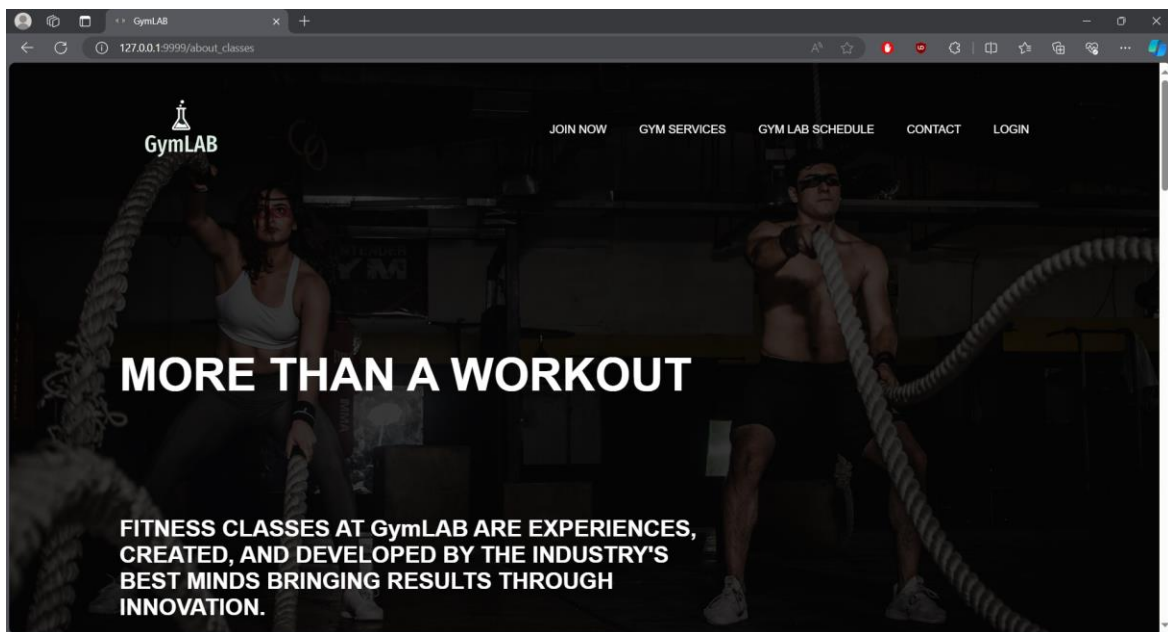 GymLAB
127.0.0.1:9999/about_classes
GymLAB
JOIN NOW GYM SERVICES GYM LAB SCHEDULE CONTACT LOGIN
MORE THAN A WORKOUT
FITNESS CLASSES AT GymLAB ARE EXPERIENCES,
CREATED, AND DEVELOPED BY THE INDUSTRY'S
BEST MINDS BRINGING RESULTS THROUGH
INNOVATION.